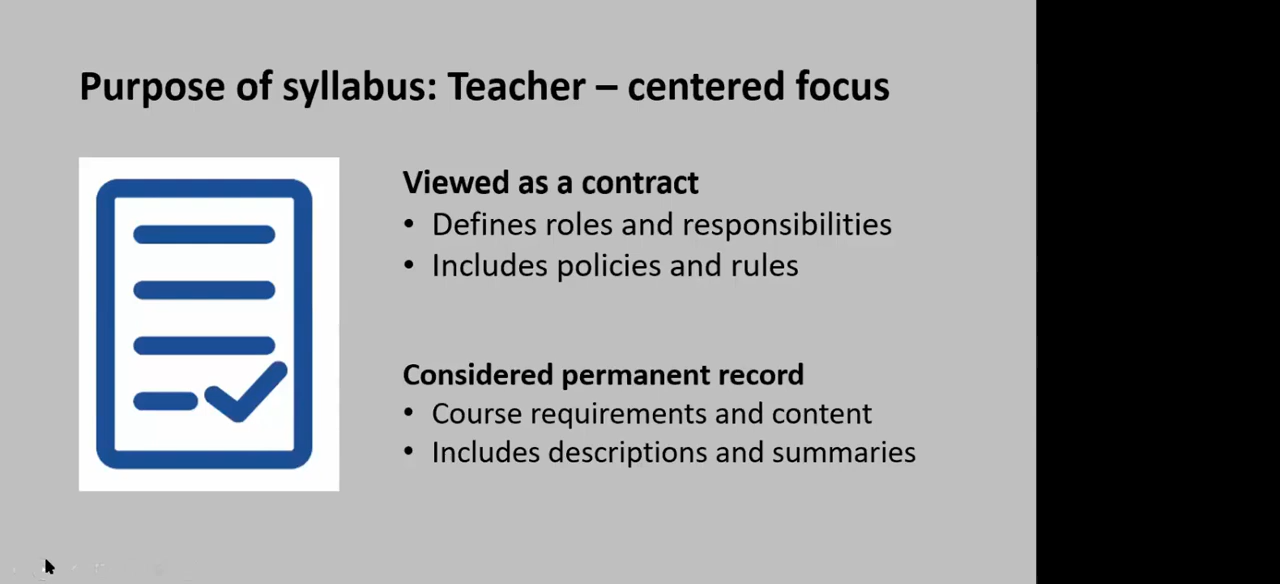 Purpose of syllabus: Teacher – centered focus
Viewed as a contract
• Defines roles and responsibilities
• Includes policies and rules
Considered permanent record
• Course requirements and content
• Includes descriptions and summaries